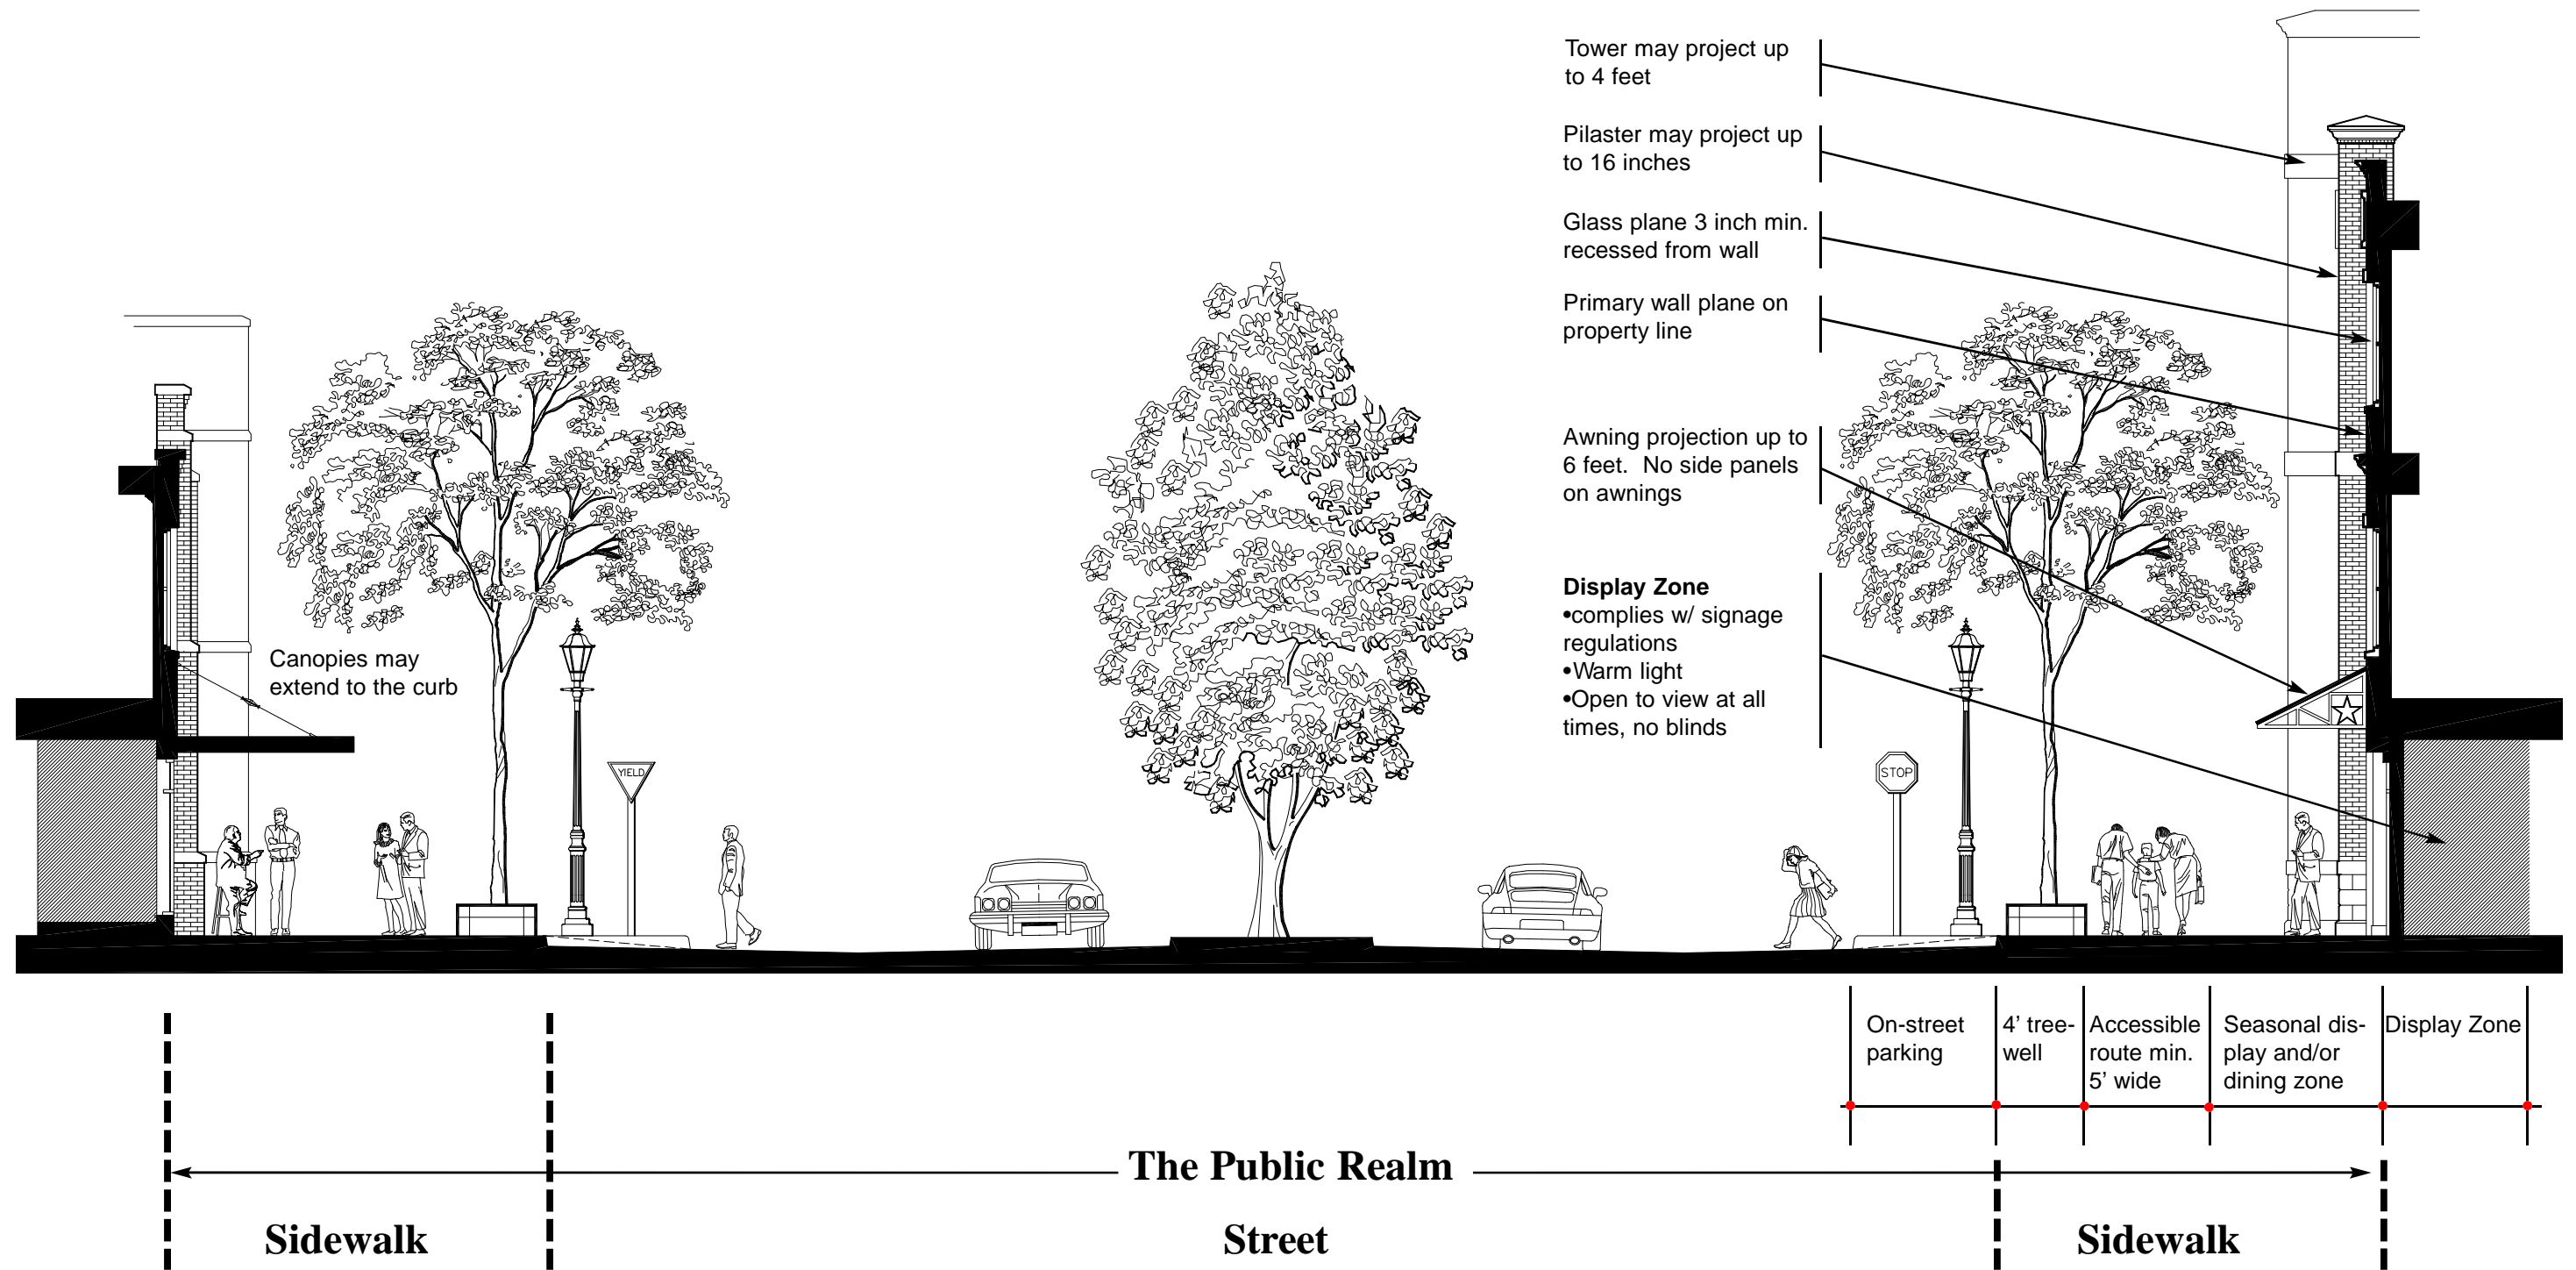 Tower may project up
to 4 feet
Pilaster may project up
to 16 inches
Glass plane 3 inch min.
recessed from wall
Primary wall plane on
property line
Awning projection up to
6 feet.  No side panels
on awnings
Display Zone
•complies w/ signage
regulations
•Warm light
•Open to view at all
times, no blinds
Canopies may
extend to the curb
YIELD
STOP
On-street
parking
4’ tree-
well
Accessible
route min.
5’ wide
Seasonal dis-
play and/or
dining zone
Display Zone
The Public Realm
Sidewalk
Street
Sidewalk